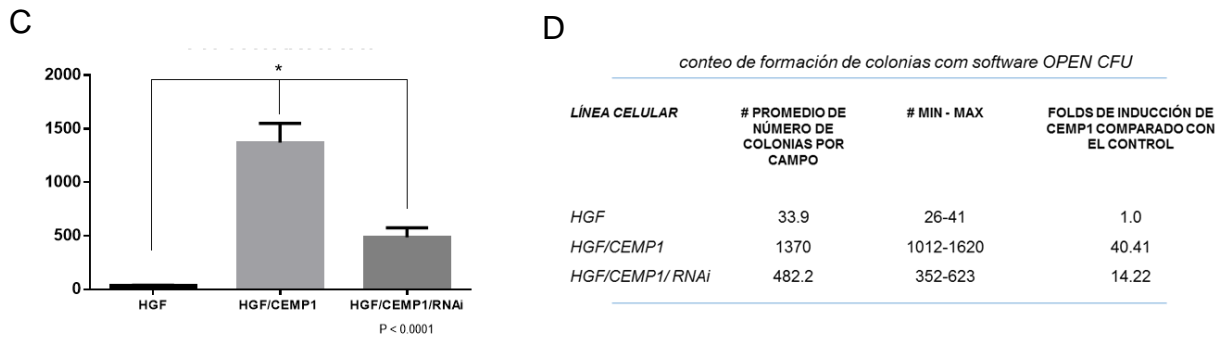 C
*
2000
1500
1000
500
0
HGF
HGF/CEMP1
HGF/CEMP1/RNAi
P < 0.0001
D
conteo de formación de colonias com software OPEN CFU
LÍNEA CELULAR
# PROMEDIO DE
NÚMERO DE
COLONIAS POR
CAMPO
# MIN - MAX
FOLDS DE INDUCCIÓN DE
CEMP1 COMPARADO CON
EL CONTROL
HGF 33.9 26-41 1.0
HGF/CEMP1 1370 1012-1620 40.41
HGF/CEMP1/ RNAi 482.2 352-623 14.22